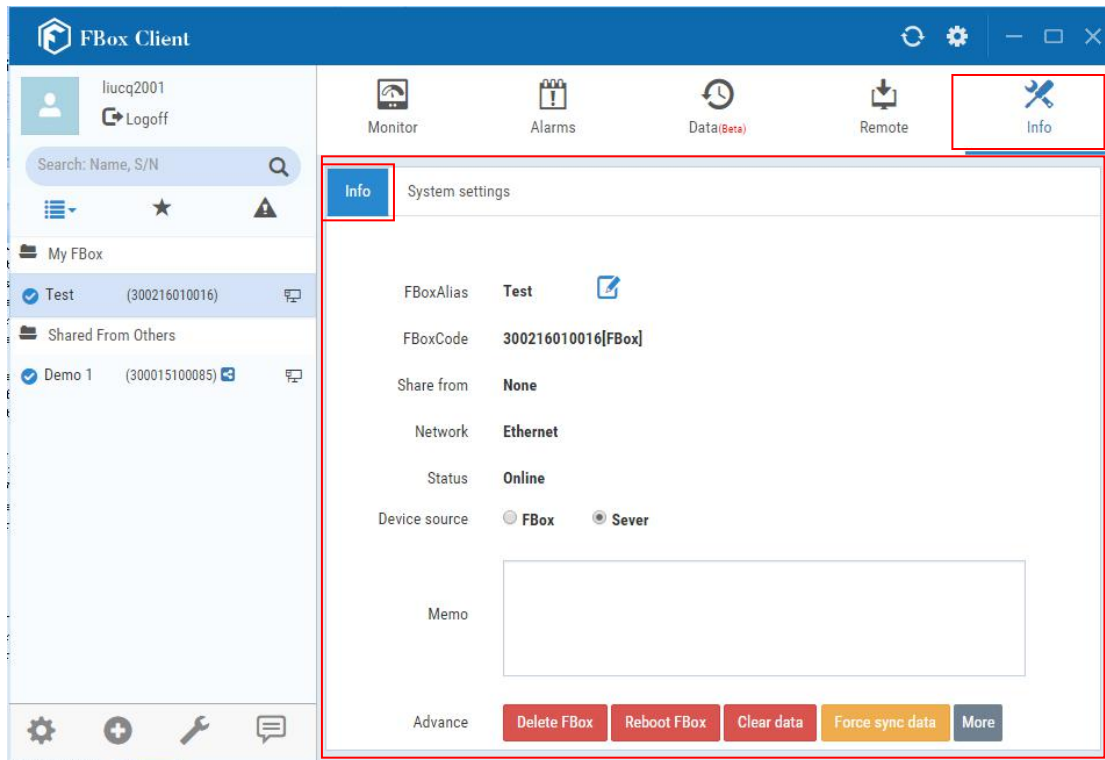 FBox Client
liucq2001
Logoff
Search: Name, S/N
My FBox
Test (300216010016)
Shared From Others
Demo 1 (300015100085)
Monitor Alarms Data(Beta) Remote Info
Info System settings
FBoxAlias Test
FBoxCode 300216010016[FBox]
Share from None
Network Ethernet
Status Online
Device source FBox Sever
Memo
Advance Delete FBox Reboot FBox Clear data Force sync data More